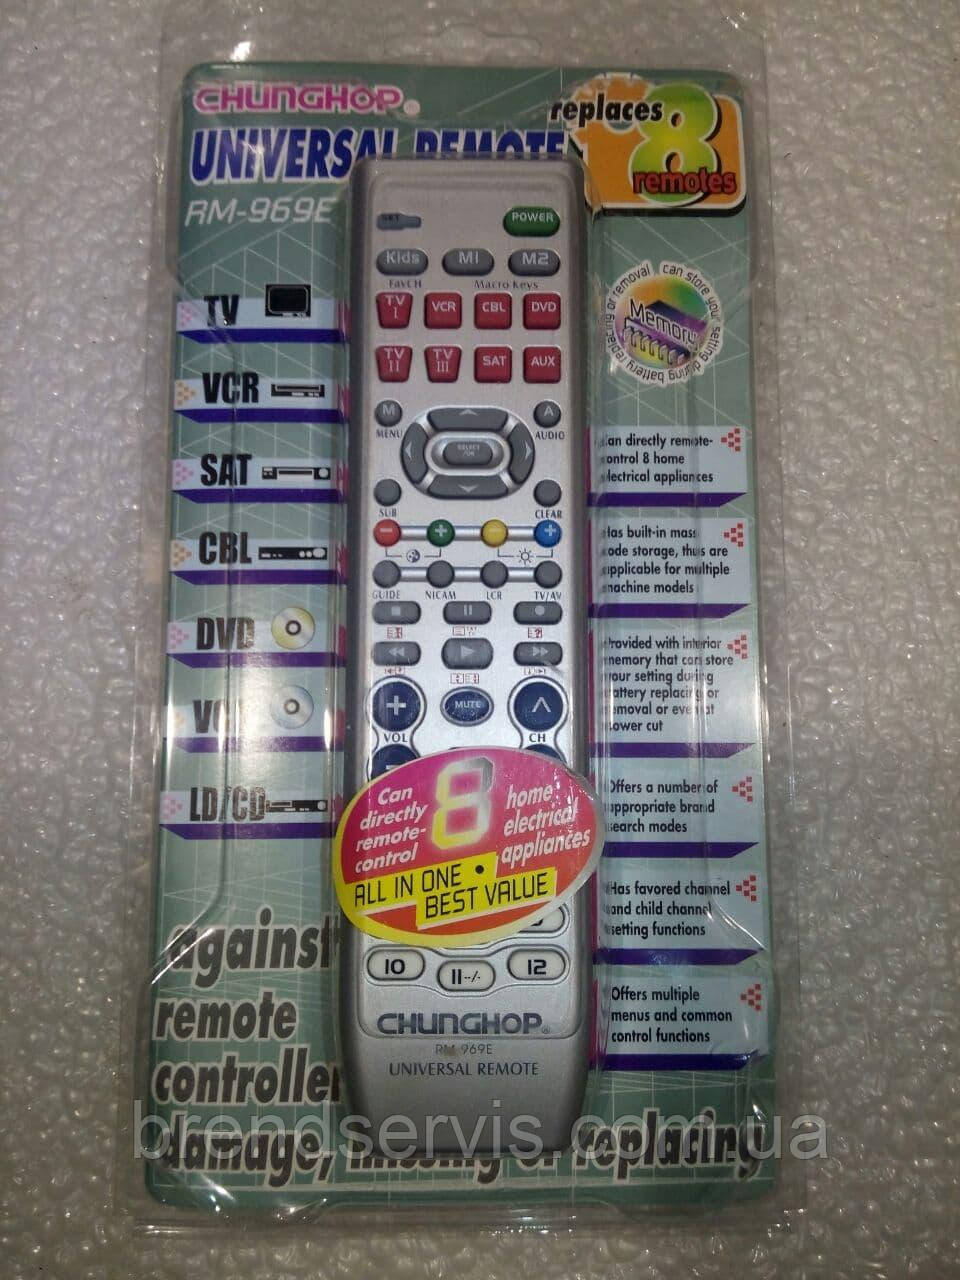 CHUNGHOP®
UNIVERSAL REMOTE
RM-969E
replaces
8
remotes
can store your setting during battery replacing or removal
Memory
TV
VCR
SAT
CBL
DVD
LD/CD
SET
POWER
Kids
M1
M2
FavCH
Macro Keys
TV I
VCR
CBL
DVD
TV II
TV III
SAT
AUX
M
A
MENU
AUDIO
SELECT
/OK
SUB
CLEAR
GUIDE
NICAM
LCR
TV/AV
MUTE
VOL
CH
Can directly remote-
control 8 home
electrical appliances
Has built-in mass
code storage, thus are
applicable for multiple
machine models
Provided with interior
memory that can store
your setting during
battery replacing or
removal or even at
power cut
Offers a number of
appropriate brand
search modes
Has favored channel
and child channel
setting functions
Offers multiple
menus and common
control functions
Can
directly
remote-
control
8
home
electrical
appliances
ALL IN ONE •
BEST VALUE
10
11--/-
12
CHUNGHOP®
RM-969E
UNIVERSAL REMOTE
against
remote
controller
damage, missing or replacing
brendservis.com.ua